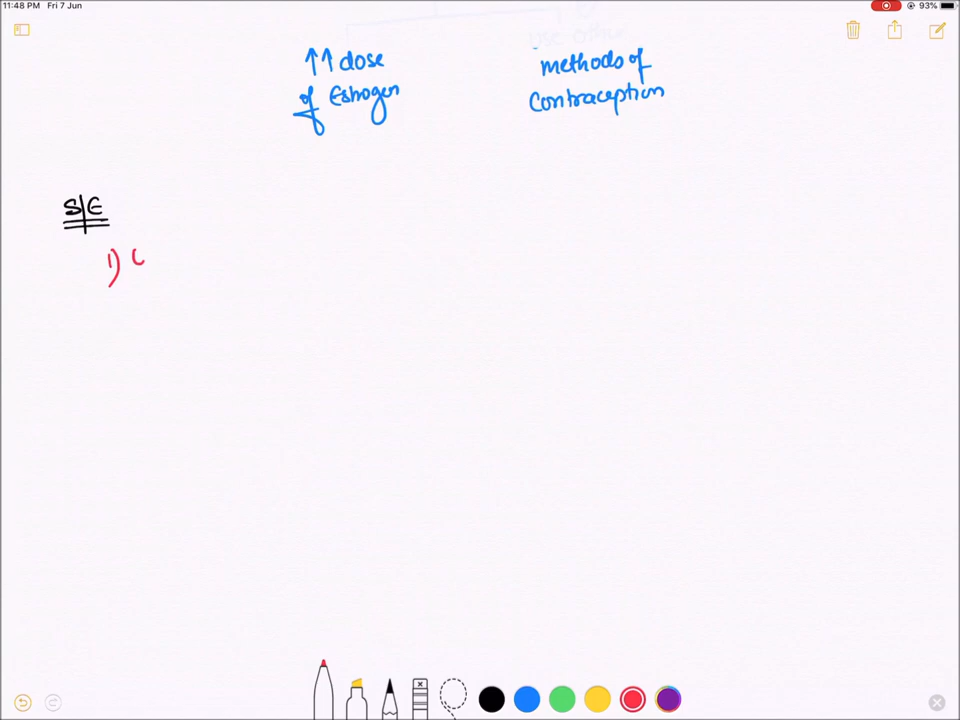 11:48 PM Fri 7 Jun
93%
↑↑ dose
methods of
of Estrogen
Contraception
S/E
1)